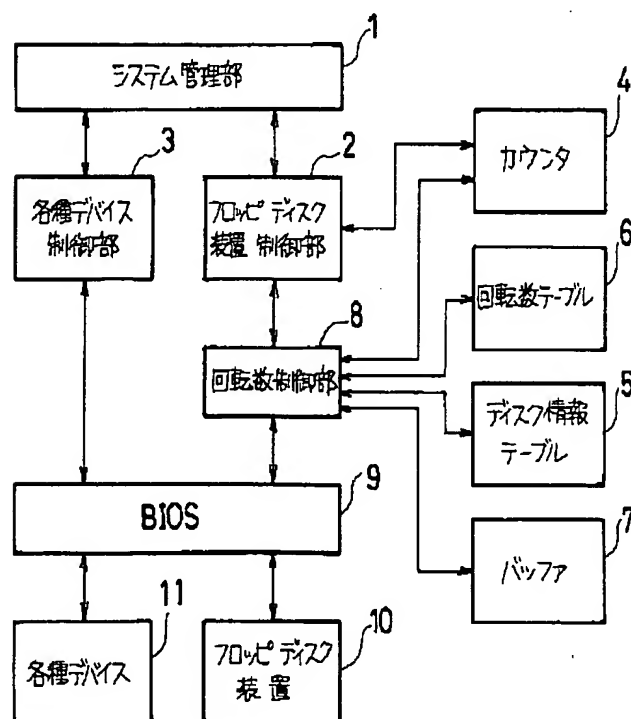 1
システム管理部
4
カウンタ
3
各種デバイス
制御部
2
フロッピディスク
装置制御部
6
回転数テーブル
8
回転数制御部
5
ディスク情報
テーブル
9
BIOS
7
バッファ
11
各種デバイス
10
フロッピディスク
装置